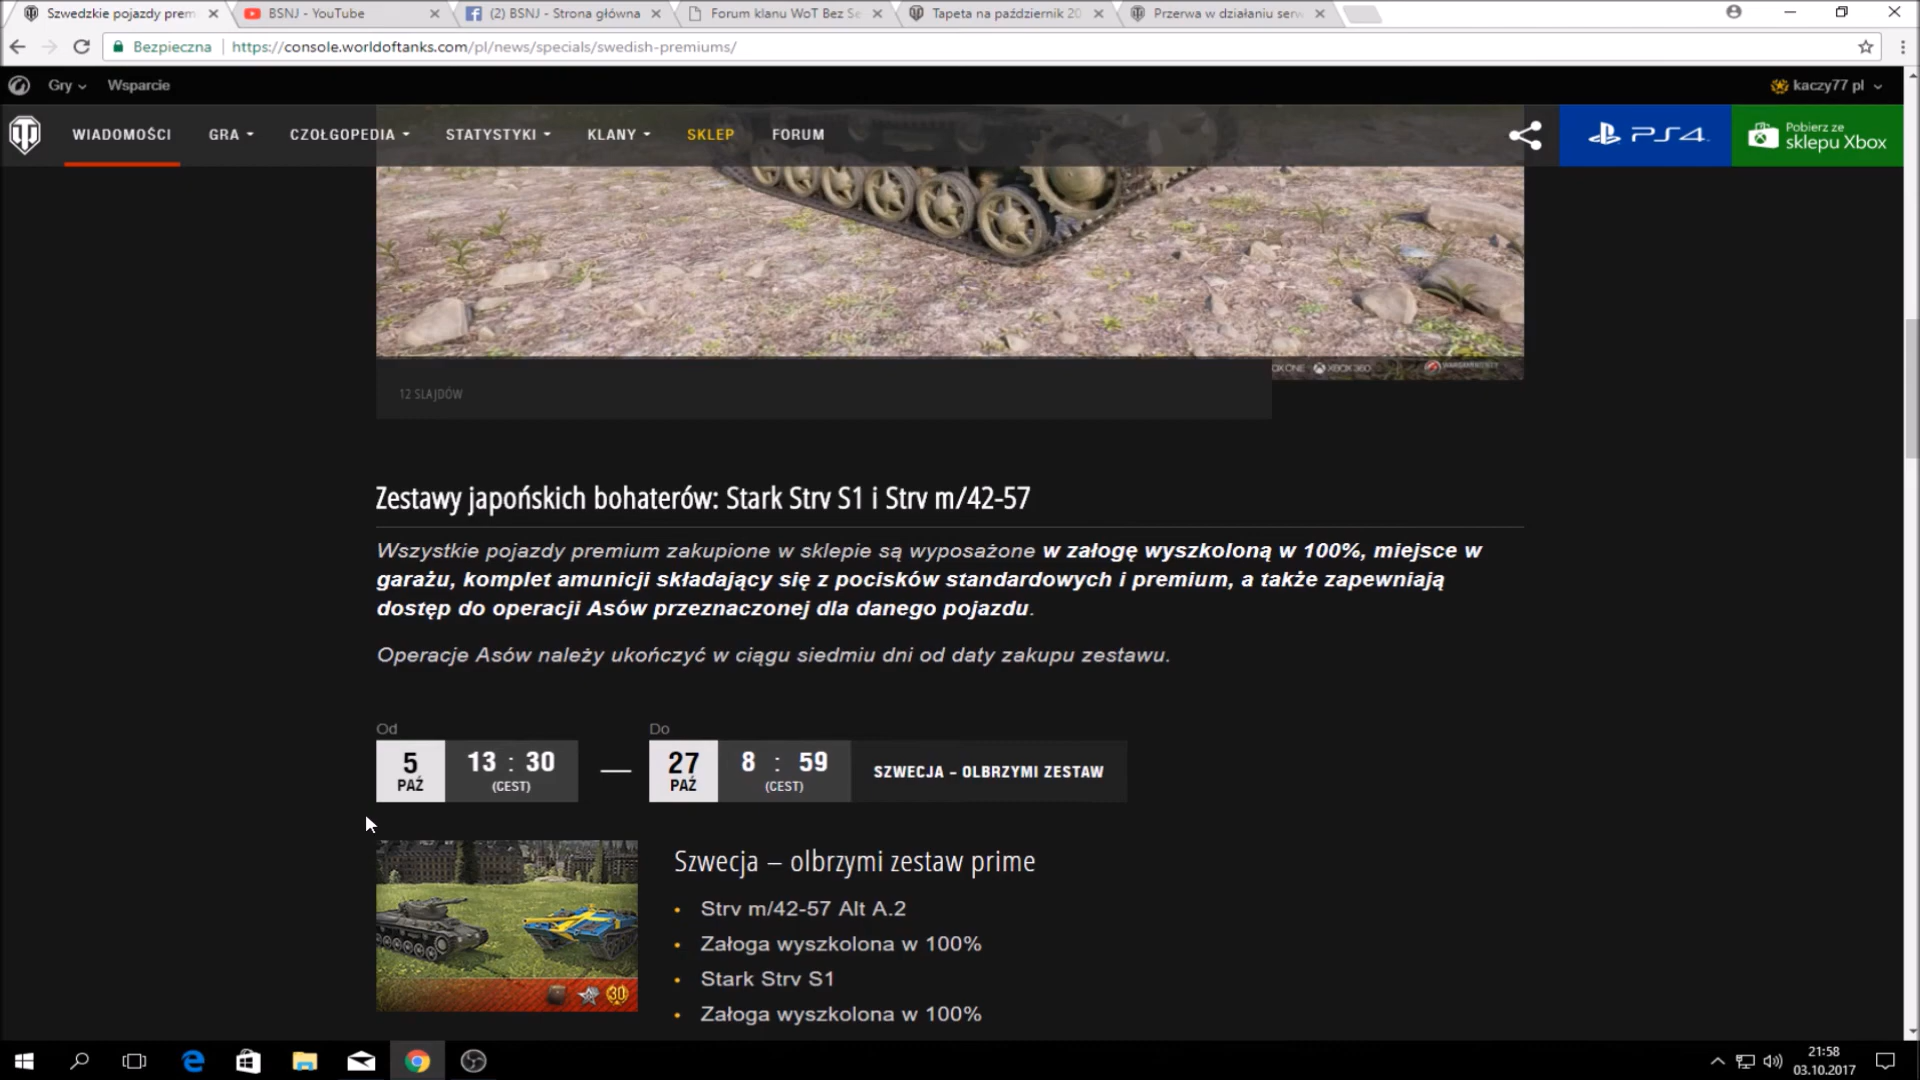 Szwedzkie pojazdy prem
BSNJ - YouTube
(2) BSNJ - Strona główna
Forum klanu WoT Bez Se
Tapeta na październik 20
Przerwa w działaniu serw
Bezpieczna
https://console.worldoftanks.com/pl/news/specials/swedish-premiums/
Gry
Wsparcie
kaczy77 pl
WIADOMOŚCI
GRA
CZOŁGOPEDIA
STATYSTYKI
KLANY
SKLEP
FORUM
PS4
Pobierz ze
sklepu Xbox
XBOX 360
WARGAMING.NET
12 SLAJDÓW
Zestawy japońskich bohaterów: Stark Strv S1 i Strv m/42-57
Wszystkie pojazdy premium zakupione w sklepie są wyposażone w załogę wyszkoloną w 100%, miejsce w
garażu, komplet amunicji składający się z pocisków standardowych i premium, a także zapewniają
dostęp do operacji Asów przeznaczonej dla danego pojazdu.
Operacje Asów należy ukończyć w ciągu siedmiu dni od daty zakupu zestawu.
Od
Do
5 PAŹ 13 : 30 (CEST) — 27 PAŹ 8 : 59 (CEST) SZWECJA – OLBRZYMI ZESTAW
30
Szwecja – olbrzymi zestaw prime
• Strv m/42-57 Alt A.2
• Załoga wyszkolona w 100%
• Stark Strv S1
• Załoga wyszkolona w 100%
21:58
03.10.2017